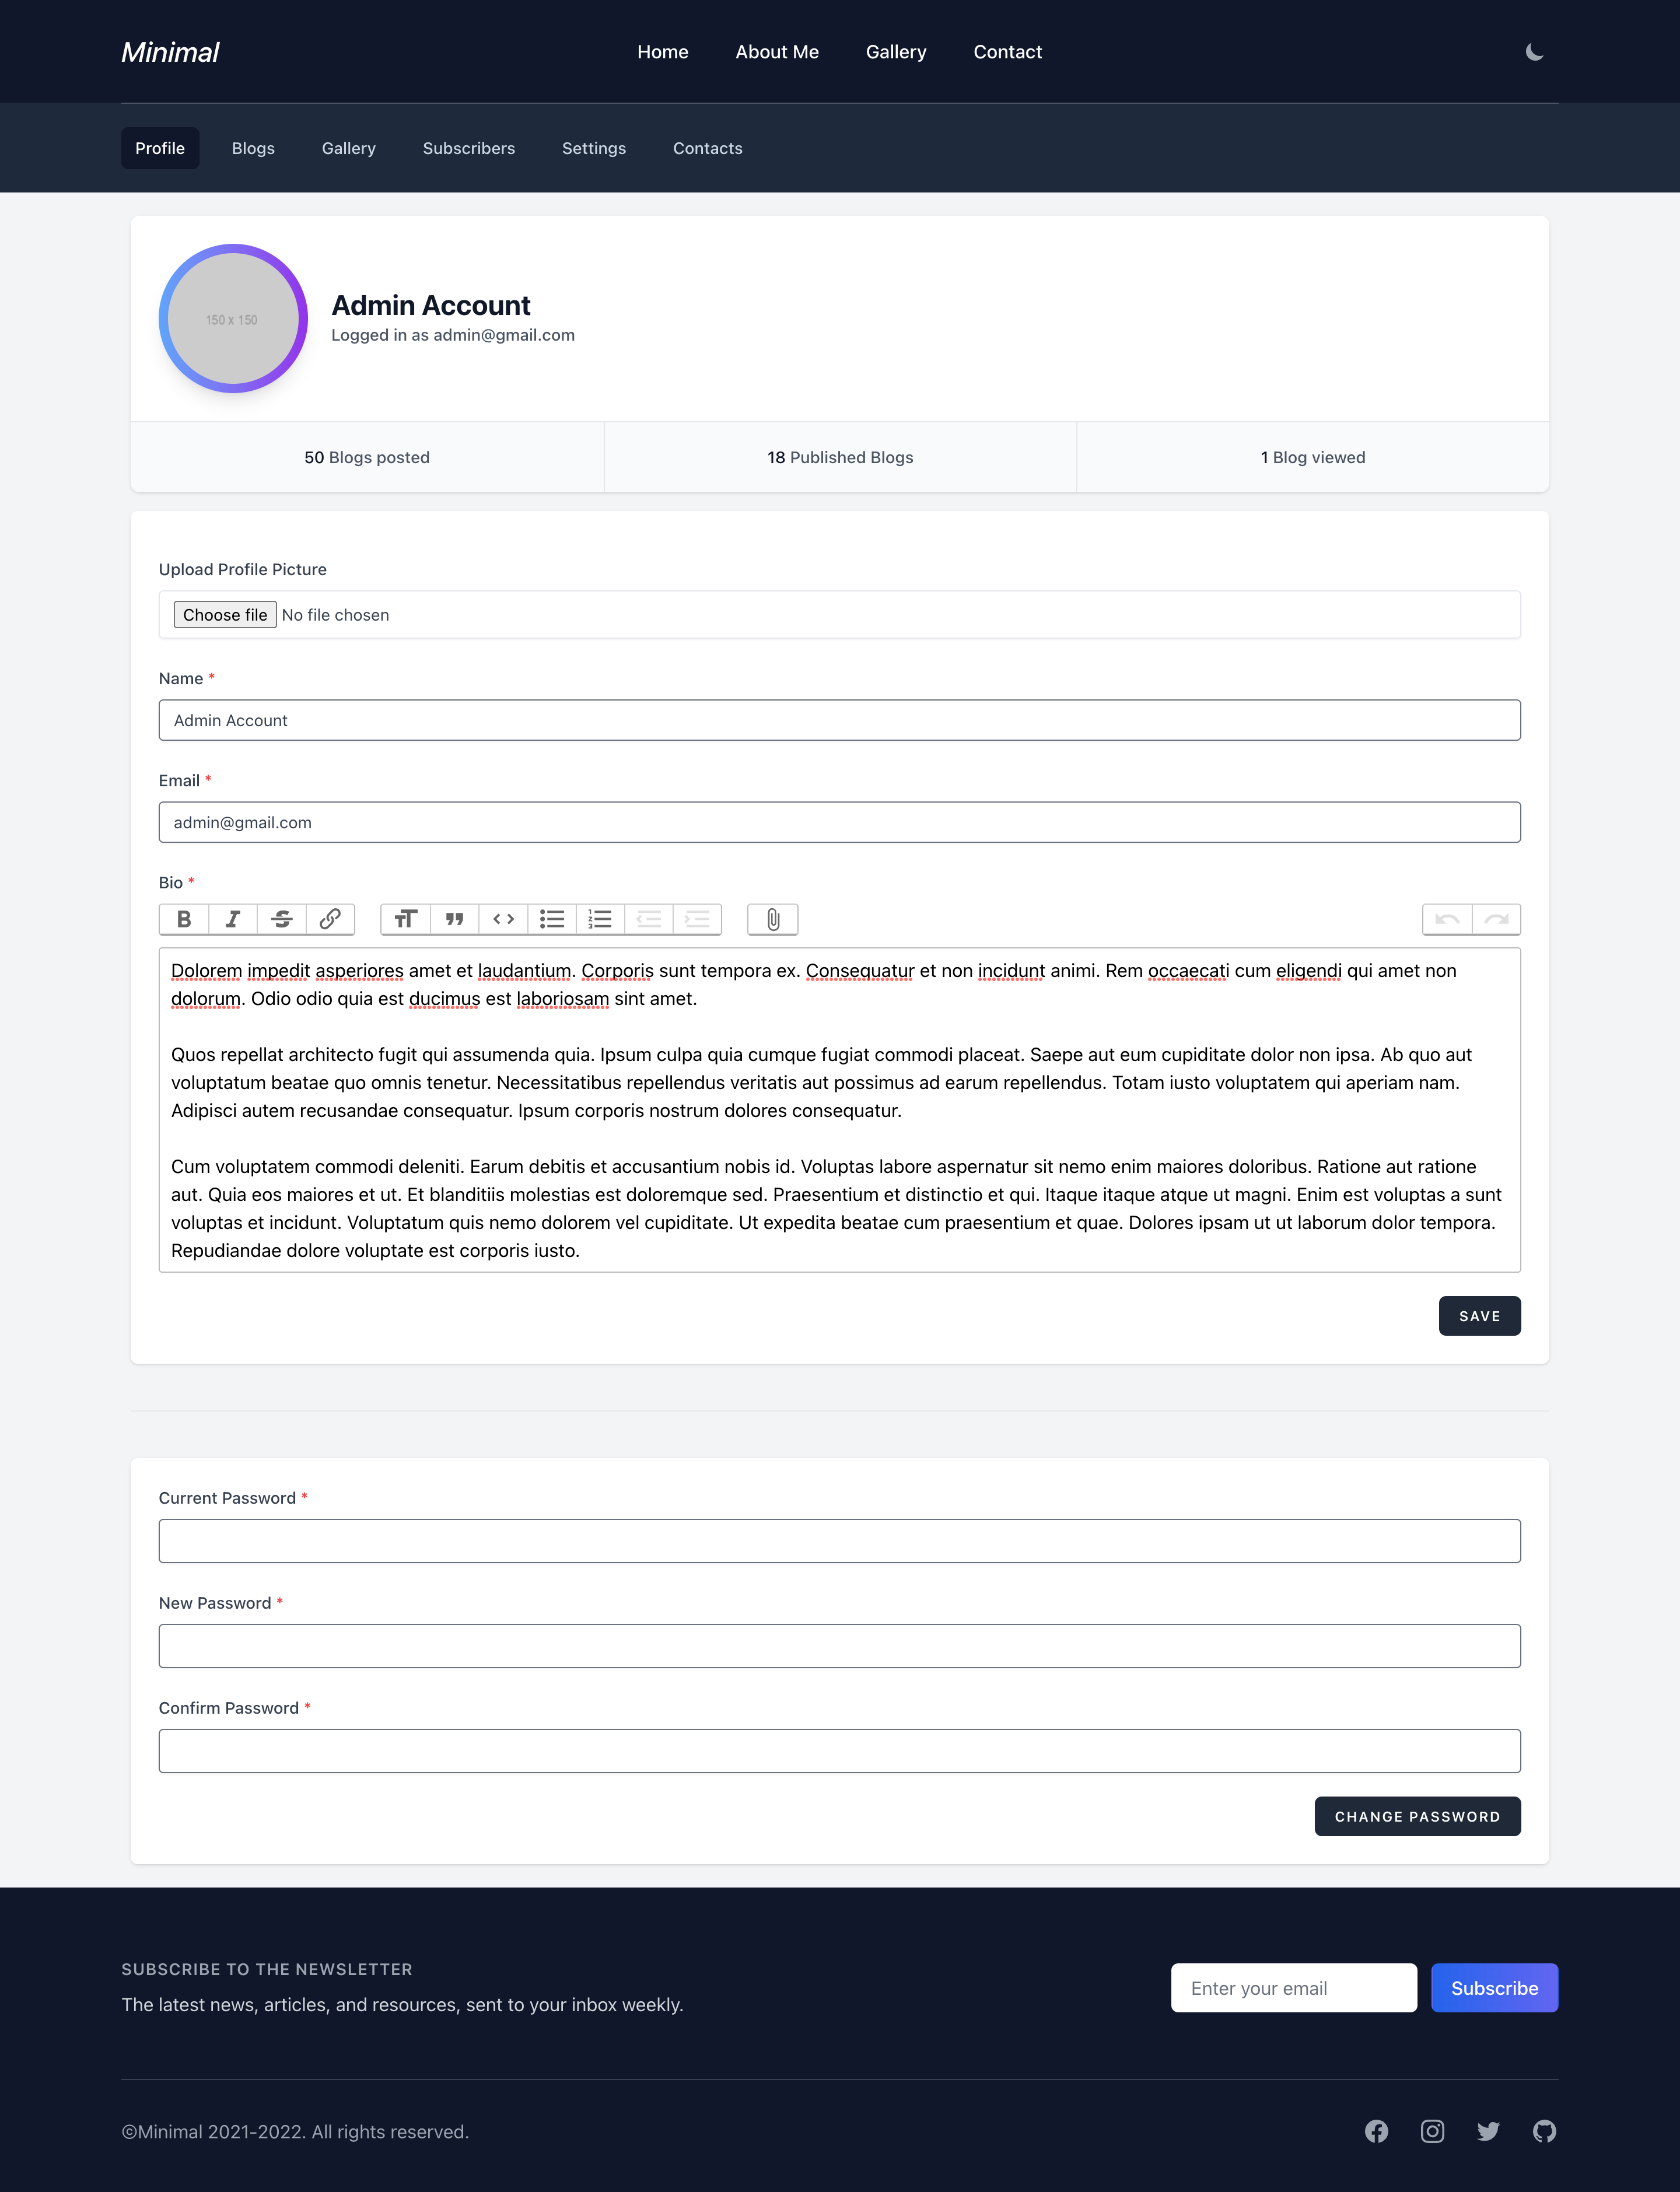 Minimal
Home About Me Gallery Contact
Profile Blogs Gallery Subscribers Settings Contacts
150 x 150
Admin Account
Logged in as admin@gmail.com
50 Blogs posted
18 Published Blogs
1 Blog viewed
Upload Profile Picture
Choose file No file chosen
Name *
Admin Account
Email *
admin@gmail.com
Bio *
Dolorem impedit asperiores amet et laudantium. Corporis sunt tempora ex. Consequatur et non incidunt animi. Rem occaecati cum eligendi qui amet non
dolorum. Odio odio quia est ducimus est laboriosam sint amet.
Quos repellat architecto fugit qui assumenda quia. Ipsum culpa quia cumque fugiat commodi placeat. Saepe aut eum cupiditate dolor non ipsa. Ab quo aut
voluptatum beatae quo omnis tenetur. Necessitatibus repellendus veritatis aut possimus ad earum repellendus. Totam iusto voluptatem qui aperiam nam.
Adipisci autem recusandae consequatur. Ipsum corporis nostrum dolores consequatur.
Cum voluptatem commodi deleniti. Earum debitis et accusantium nobis id. Voluptas labore aspernatur sit nemo enim maiores doloribus. Ratione aut ratione
aut. Quia eos maiores et ut. Et blanditiis molestias est doloremque sed. Praesentium et distinctio et qui. Itaque itaque atque ut magni. Enim est voluptas a sunt
voluptas et incidunt. Voluptatum quis nemo dolorem vel cupiditate. Ut expedita beatae cum praesentium et quae. Dolores ipsam ut ut laborum dolor tempora.
Repudiandae dolore voluptate est corporis iusto.
SAVE
Current Password *
New Password *
Confirm Password *
CHANGE PASSWORD
SUBSCRIBE TO THE NEWSLETTER
The latest news, articles, and resources, sent to your inbox weekly.
Enter your email
Subscribe
©Minimal 2021-2022. All rights reserved.